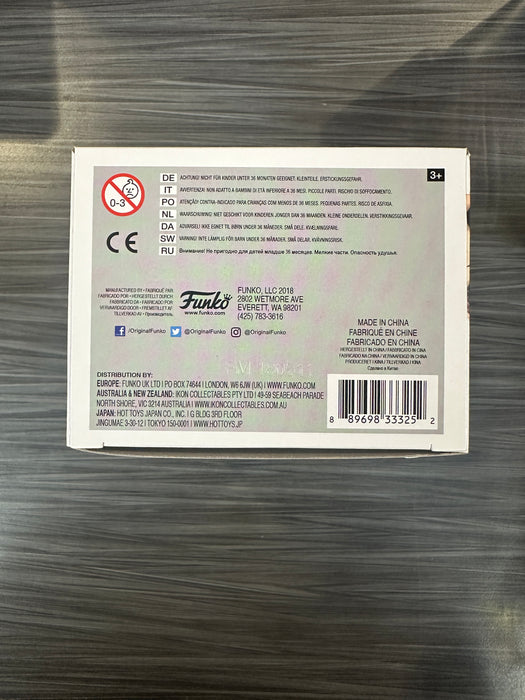 0-3
DE ACHTUNG! NICHT FÜR KINDER UNTER 36 MONATEN GEEIGNET. KLEINTEILE. ERSTICKUNGSGEFAHR.
3+
IT AVVERTENZA! NON ADATTO A BAMBINI DI ETÀ INFERIORE A 36 MESI. PICCOLE PARTI. RISCHIO DI SOFFOCAMENTO.
PO ATENÇÃO! CONTRA-INDICADO PARA CRIANÇAS COM MENOS DE 36 MESES. PEQUENAS PARTES. RISCO DE ASFIXIA.
NL WAARSCHUWING! NIET GESCHIKT VOOR KINDEREN JONGER DAN 36 MAANDEN. KLEINE ONDERDELEN. VERSTIKKINGSGEVAAR.
DA ADVARSEL! IKKE EGNET TIL BØRN UNDER 36 MÅNEDER. SMÅ DELE. KVÆLNINGSFARE.
SW VARNING! INTE LÄMPLIG FÖR BARN UNDER 36 MÅNADER. SMÅ DELAR. KVÄVNINGSRISK.
RU Внимание! Не пригодно для детей младше 36 месяцев. Мелкие части. Опасность удушья.
CE
MANUFACTURED BY • FABRIQUÉ PAR
FABRICADO POR • HERGESTELLT DURCH
FABRICATO DA • FABRICADO POR
VERVAARDIGD DOOR • FREMSTILLET AF
TILLVERKAD AV • Производитель
Funko
www.funko.com
FUNKO, LLC 2018
2802 WETMORE AVE
EVERETT, WA 98201
(425) 783-3616
/OriginalFunko @OriginalFunko @OriginalFunko
MADE IN CHINA
FABRIQUÉ EN CHINE
FABRICADO EN CHINA
HERGESTELLT IN CHINA / FABBRICATO IN CINA
FABRICADO NA CHINA / VERVAARDIGD IN CHINA
PRODUCERET I KINA / TILLVERKAD I KINA
Сделано в Китае
DISTRIBUTION BY:
EUROPE: FUNKO UK LTD I PO BOX 74644 I LONDON, W6 6JW (UK) I WWW.FUNKO.COM
AUSTRALIA & NEW ZEALAND: IKON COLLECTABLES PTY LTD I 49-59 SEABEACH PARADE
NORTH SHORE, VIC 3214 AUSTRALIA I WWW.IKONCOLLECTABLES.COM.AU
JAPAN: HOT TOYS JAPAN CO., INC. I G BLDG 3RD FLOOR
JINGUMAE 3-30-12 I TOKYO 150-0001 I WWW.HOTTOYS.JP
8 89698 33325 2